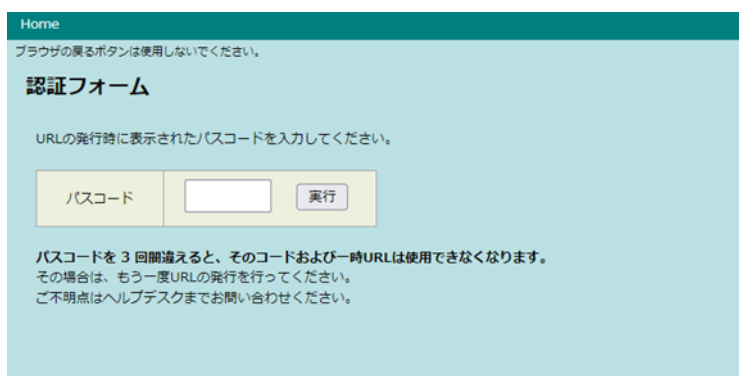 Home
ブラウザの戻るボタンは使用しないでください。
認証フォーム
URLの発行時に表示されたパスコードを入力してください。
パスコード 実行
パスコードを 3 回間違えると、そのコードおよび一時URLは使用できなくなります。
その場合は、もう一度URLの発行を行ってください。
ご不明点はヘルプデスクまでお問い合わせください。